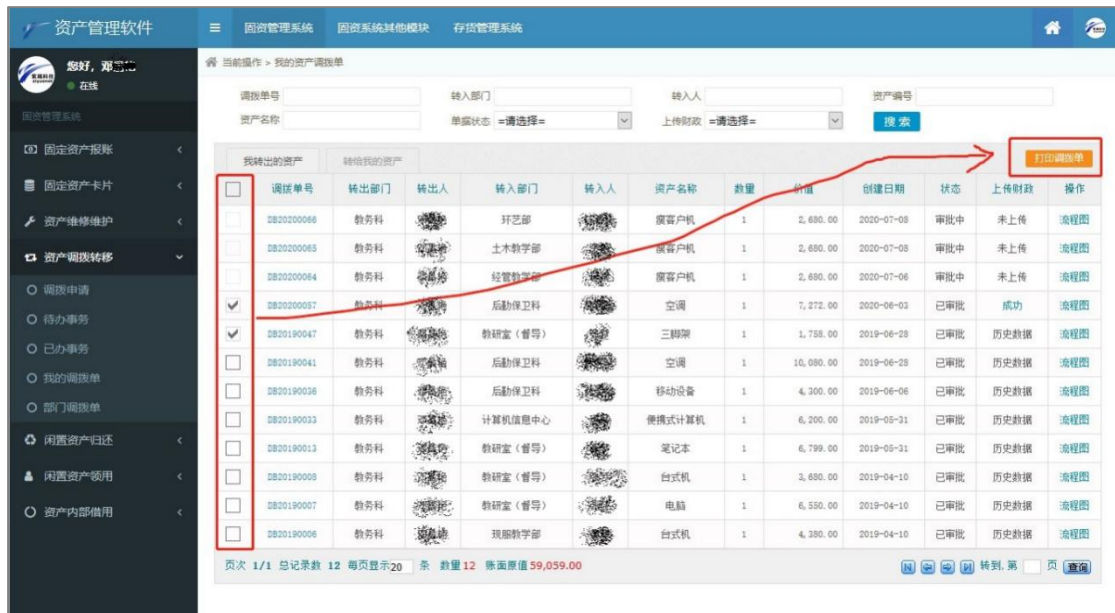 资产管理软件
固资管理系统 固资系统其他模块 存货管理系统
您好，邓
在线
当前操作 > 我的资产调拨单
调拨单号 转入部门 转入人 资产编号
资产名称 单据状态 =请选择= 上传财政 =请选择= 搜索
固资管理系统
固定资产报账
固定资产卡片
资产维修维护
资产调拨转移
调拨申请
待办事务
已办事务
我的调拨单
部门调拨单
闲置资产归还
闲置资产领用
资产内部借用
我转出的资产 转给我的资产 打印调拨单
调拨单号 转出部门 转出人 转入部门 转入人 资产名称 数量 价值 创建日期 状态 上传财政 操作
DB20200066 教务科 环艺部 瘦客户机 1 2,680.00 2020-07-08 审批中 未上传 流程图
DB20200065 教务科 土木教学部 瘦客户机 1 2,680.00 2020-07-08 审批中 未上传 流程图
DB20200064 教务科 经管教学部 瘦客户机 1 2,680.00 2020-07-06 审批中 未上传 流程图
DB20200057 教务科 后勤保卫科 空调 1 7,272.00 2020-06-03 已审批 成功 流程图
DB20190047 教务科 教研室（督导） 三脚架 1 1,758.00 2019-06-28 已审批 历史数据 流程图
DB20190041 教务科 后勤保卫科 空调 1 10,080.00 2019-06-28 已审批 历史数据 流程图
DB20190036 教务科 后勤保卫科 移动设备 1 4,300.00 2019-06-06 已审批 历史数据 流程图
DB20190033 教务科 计算机信息中心 便携式计算机 1 6,200.00 2019-05-31 已审批 历史数据 流程图
DB20190013 教务科 教研室（督导） 笔记本 1 6,799.00 2019-05-31 已审批 历史数据 流程图
DB20190008 教务科 教研室（督导） 台式机 1 3,680.00 2019-04-10 已审批 历史数据 流程图
DB20190007 教务科 教研室（督导） 电脑 1 6,550.00 2019-04-10 已审批 历史数据 流程图
DB20190006 教务科 现服教学部 台式机 1 4,380.00 2019-04-10 已审批 历史数据 流程图
页次 1/1 总记录数 12 每页显示20 条 数量12 账面原值59,059.00 转到,第 页 查询